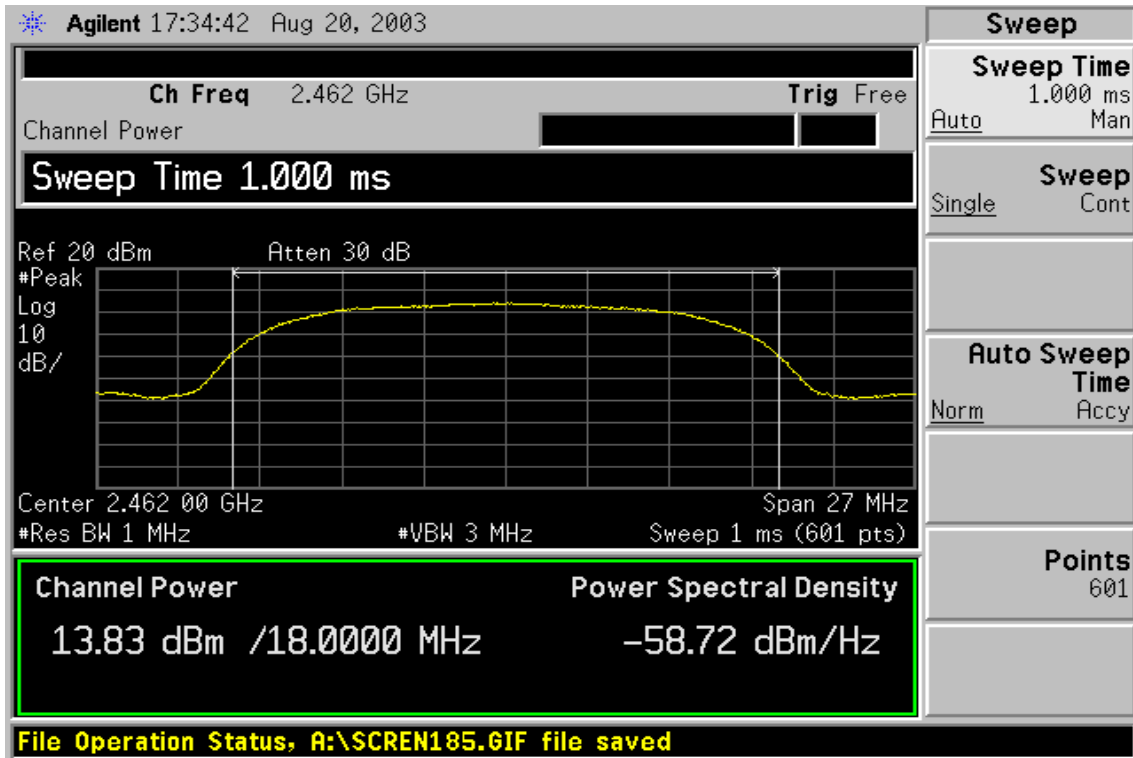 Agilent 17:34:42 Aug 20, 2003
Sweep
Ch Freq 2.462 GHz
Trig Free
Channel Power
Sweep Time 1.000 ms
Ref 20 dBm
Atten 30 dB
#Peak
Log
10
dB/
Center 2.462 00 GHz
Span 27 MHz
#Res BW 1 MHz
#VBW 3 MHz
Sweep 1 ms (601 pts)
Channel Power
Power Spectral Density
13.83 dBm /18.0000 MHz
-58.72 dBm/Hz
Sweep Time
1.000 ms
Auto Man
Sweep
Single Cont
Auto Sweep
Time
Norm Accy
Points
601
File Operation Status, A:\SCREN185.GIF file saved